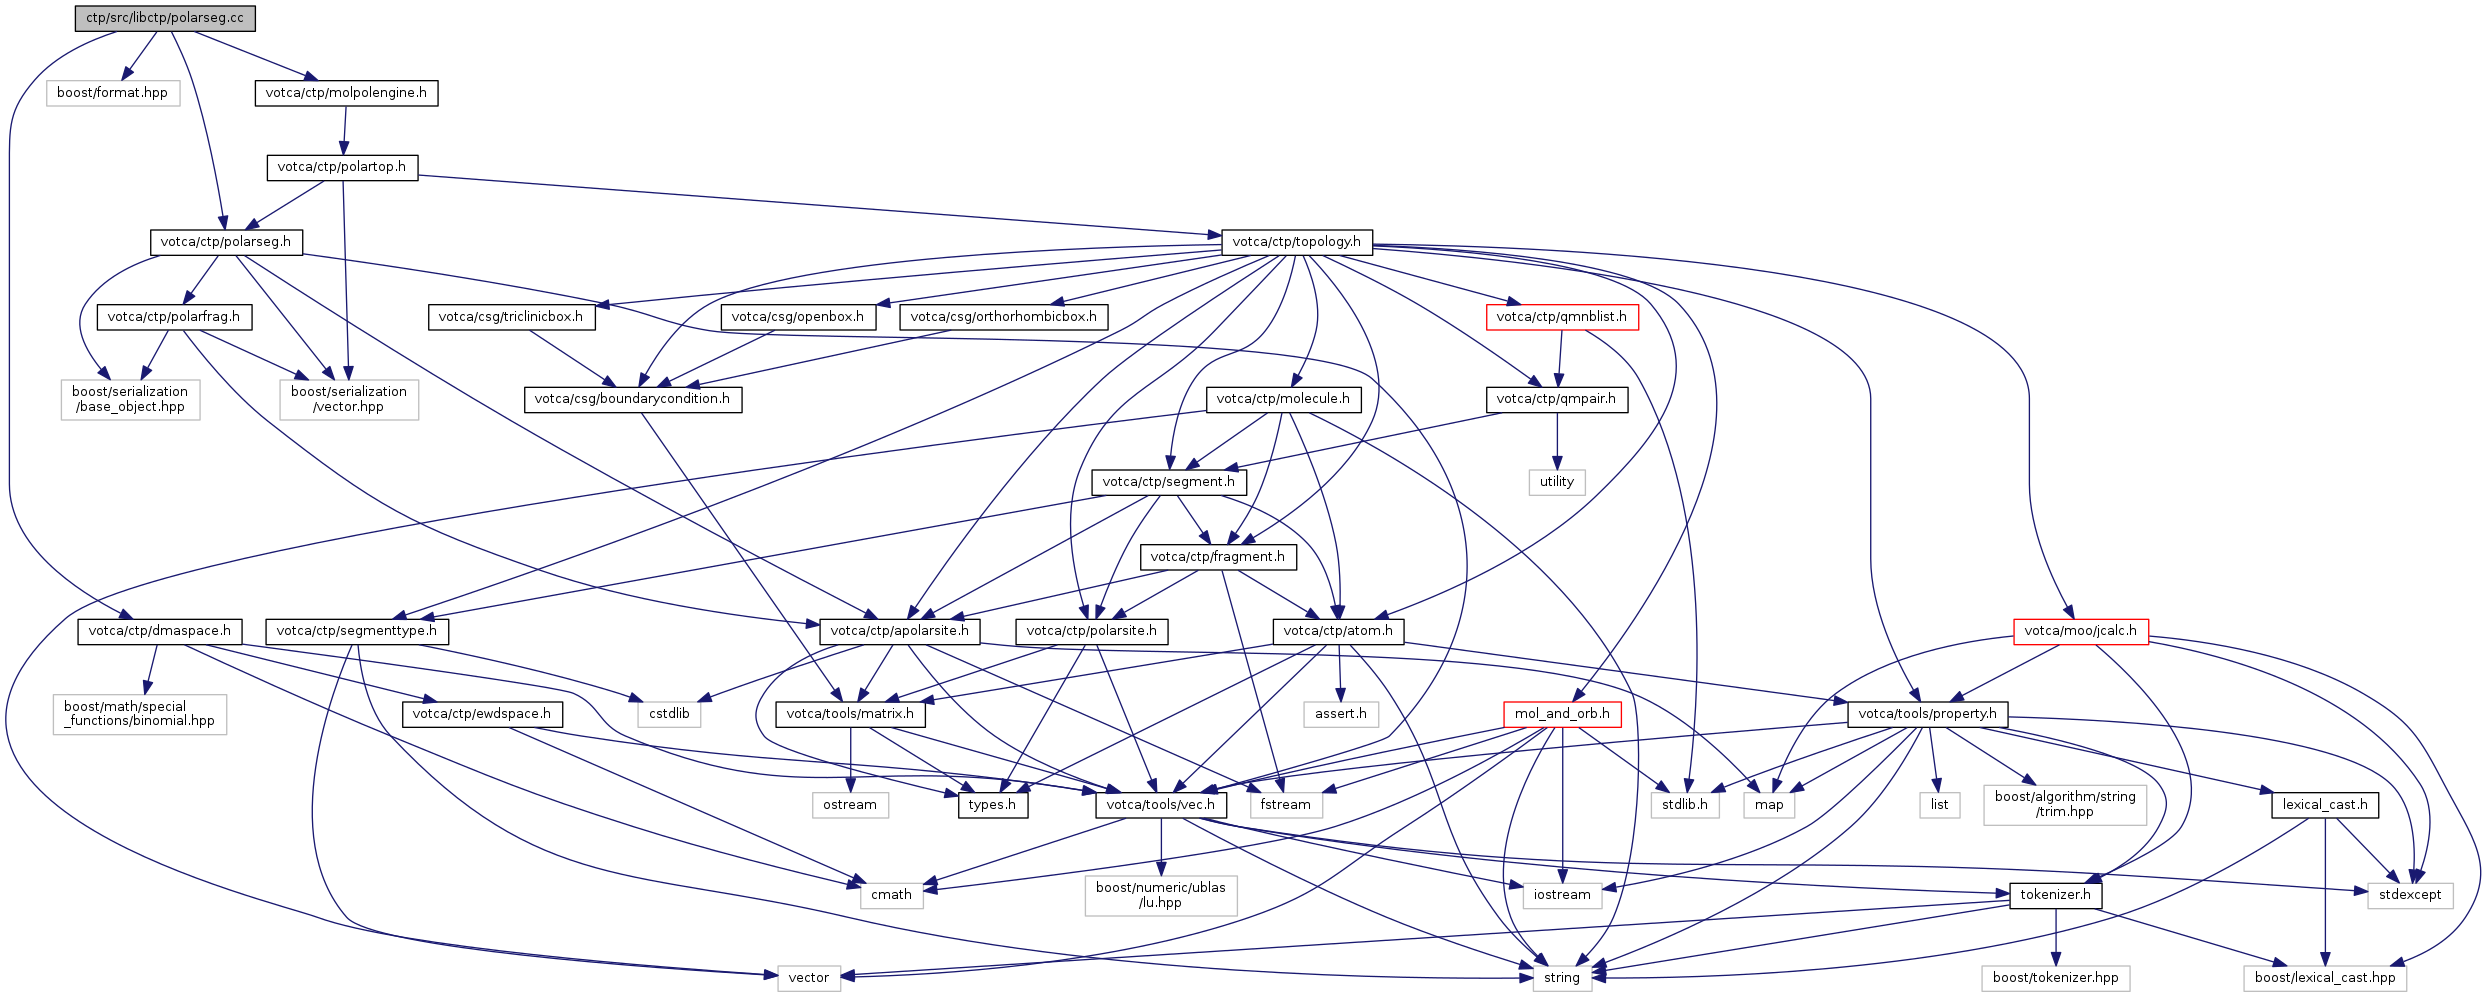 ctp/src/libctp/polarseg.cc
boost/format.hpp
votca/ctp/molpolengine.h
votca/ctp/polartop.h
votca/ctp/polarseg.h
votca/ctp/topology.h
votca/ctp/polarfrag.h
votca/csg/triclinicbox.h
votca/csg/openbox.h
votca/csg/orthorhombicbox.h
votca/ctp/qmnblist.h
boost/serialization
/base_object.hpp
boost/serialization
/vector.hpp
votca/csg/boundarycondition.h
votca/ctp/molecule.h
votca/ctp/qmpair.h
votca/ctp/segment.h
utility
votca/ctp/fragment.h
votca/ctp/dmaspace.h
votca/ctp/segmenttype.h
votca/ctp/apolarsite.h
votca/ctp/polarsite.h
votca/ctp/atom.h
votca/moo/jcalc.h
boost/math/special
_functions/binomial.hpp
votca/ctp/ewdspace.h
cstdlib
votca/tools/matrix.h
assert.h
mol_and_orb.h
votca/tools/property.h
ostream
types.h
votca/tools/vec.h
fstream
stdlib.h
map
list
boost/algorithm/string
/trim.hpp
lexical_cast.h
cmath
boost/numeric/ublas
/lu.hpp
iostream
tokenizer.h
stdexcept
vector
string
boost/tokenizer.hpp
boost/lexical_cast.hpp